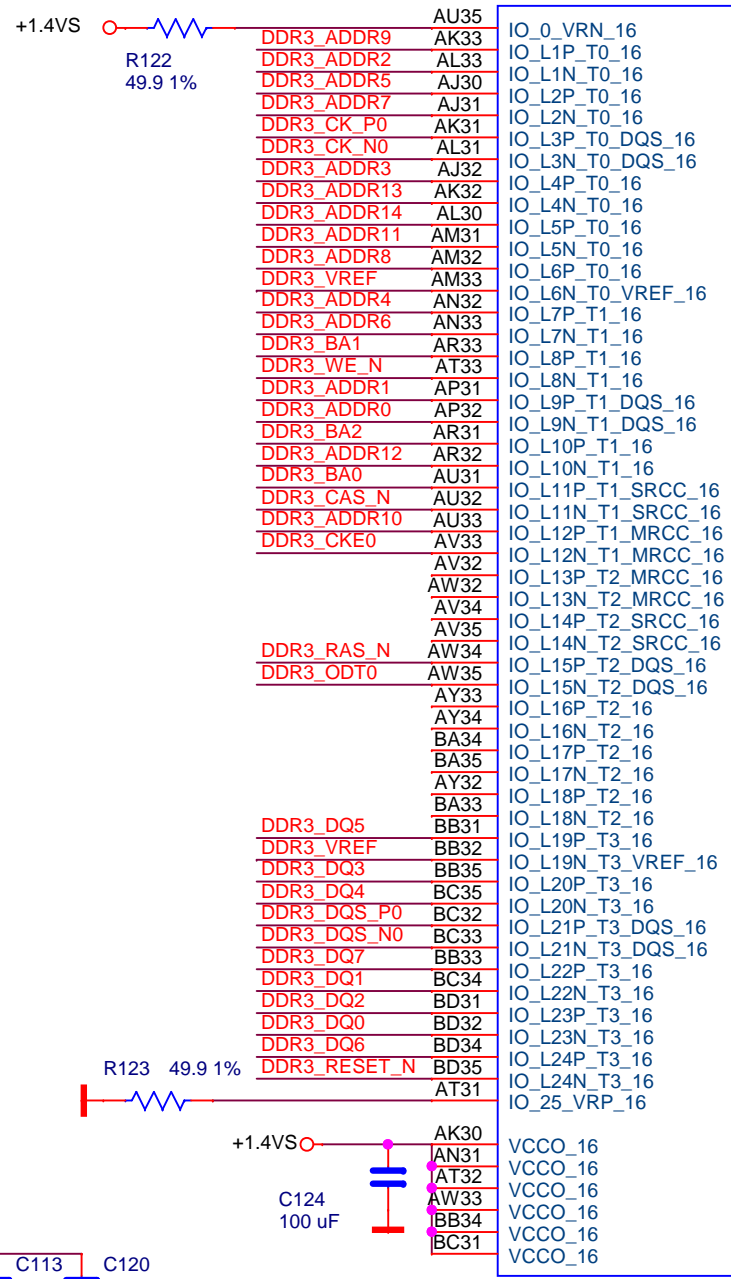 +1.4VS AU35 IO_0_VRN_16
R122
49.9 1%
DDR3_ADDR9 AK33 IO_L1P_T0_16
DDR3_ADDR2 AL33 IO_L1N_T0_16
DDR3_ADDR5 AJ30 IO_L2P_T0_16
DDR3_ADDR7 AJ31 IO_L2N_T0_16
DDR3_CK_P0 AK31 IO_L3P_T0_DQS_16
DDR3_CK_N0 AL31 IO_L3N_T0_DQS_16
DDR3_ADDR3 AJ32 IO_L4P_T0_16
DDR3_ADDR13 AK32 IO_L4N_T0_16
DDR3_ADDR14 AL30 IO_L5P_T0_16
DDR3_ADDR11 AM31 IO_L5N_T0_16
DDR3_ADDR8 AM32 IO_L6P_T0_16
DDR3_VREF AM33 IO_L6N_T0_VREF_16
DDR3_ADDR4 AN32 IO_L7P_T1_16
DDR3_ADDR6 AN33 IO_L7N_T1_16
DDR3_BA1 AR33 IO_L8P_T1_16
DDR3_WE_N AT33 IO_L8N_T1_16
DDR3_ADDR1 AP31 IO_L9P_T1_DQS_16
DDR3_ADDR0 AP32 IO_L9N_T1_DQS_16
DDR3_BA2 AR31 IO_L10P_T1_16
DDR3_ADDR12 AR32 IO_L10N_T1_16
DDR3_BA0 AU31 IO_L11P_T1_SRCC_16
DDR3_CAS_N AU32 IO_L11N_T1_SRCC_16
DDR3_ADDR10 AU33 IO_L12P_T1_MRCC_16
DDR3_CKE0 AV33 IO_L12N_T1_MRCC_16
AV32 IO_L13P_T2_MRCC_16
AW32 IO_L13N_T2_MRCC_16
AV34 IO_L14P_T2_SRCC_16
AV35 IO_L14N_T2_SRCC_16
DDR3_RAS_N AW34 IO_L15P_T2_DQS_16
DDR3_ODT0 AW35 IO_L15N_T2_DQS_16
AY33 IO_L16P_T2_16
AY34 IO_L16N_T2_16
BA34 IO_L17P_T2_16
BA35 IO_L17N_T2_16
AY32 IO_L18P_T2_16
BA33 IO_L18N_T2_16
DDR3_DQ5 BB31 IO_L19P_T3_16
DDR3_VREF BB32 IO_L19N_T3_VREF_16
DDR3_DQ3 BB35 IO_L20P_T3_16
DDR3_DQ4 BC35 IO_L20N_T3_16
DDR3_DQS_P0 BC32 IO_L21P_T3_DQS_16
DDR3_DQS_N0 BC33 IO_L21N_T3_DQS_16
DDR3_DQ7 BB33 IO_L22P_T3_16
DDR3_DQ1 BC34 IO_L22N_T3_16
DDR3_DQ2 BD31 IO_L23P_T3_16
DDR3_DQ0 BD32 IO_L23N_T3_16
DDR3_DQ6 BD34 IO_L24P_T3_16
DDR3_RESET_N BD35 IO_L24N_T3_16
R123 49.9 1% AT31 IO_25_VRP_16
+1.4VS AK30 VCCO_16
AN31 VCCO_16
AT32 VCCO_16
AW33 VCCO_16
BB34 VCCO_16
BC31 VCCO_16
C124
100 uF
C113 C120